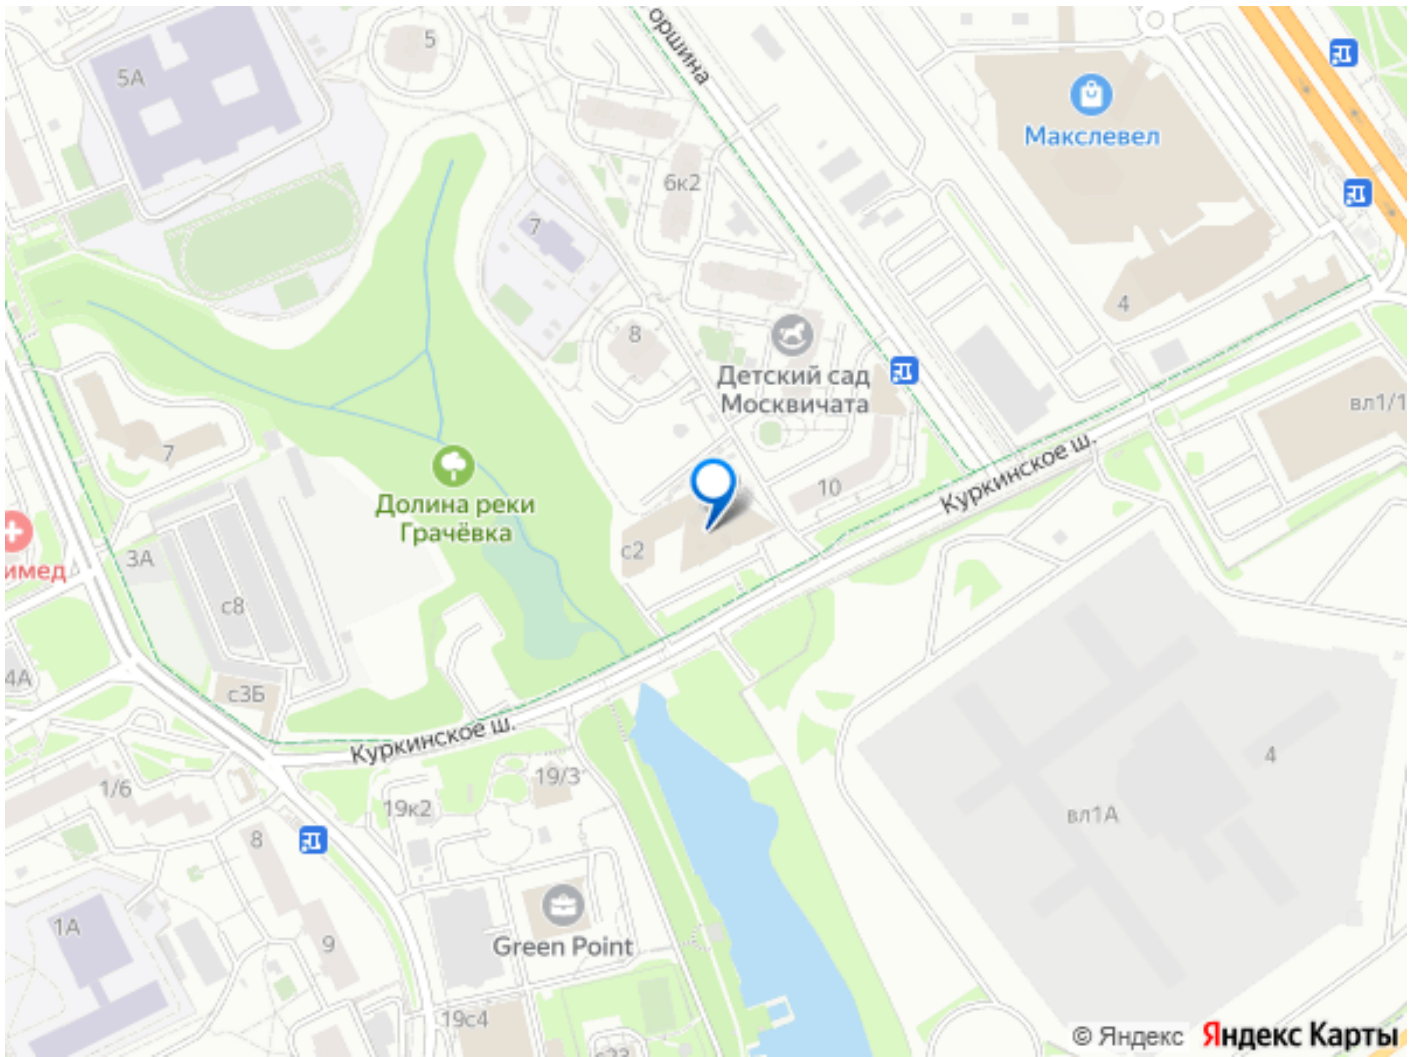 5
оршина
5А
Макслевел
6к2
7
4
8
Детский сад
Москвичата
вл1/1
Куркинское ш.
7
10
Долина реки
Грачёвка
с2
3А
имед
с8
4А
с3Б
Куркинское ш.
4
19/3
1/6
19к2
вл1А
8
1А
9
Green Point
19с4
с23
© Яндекс Яндекс Карты